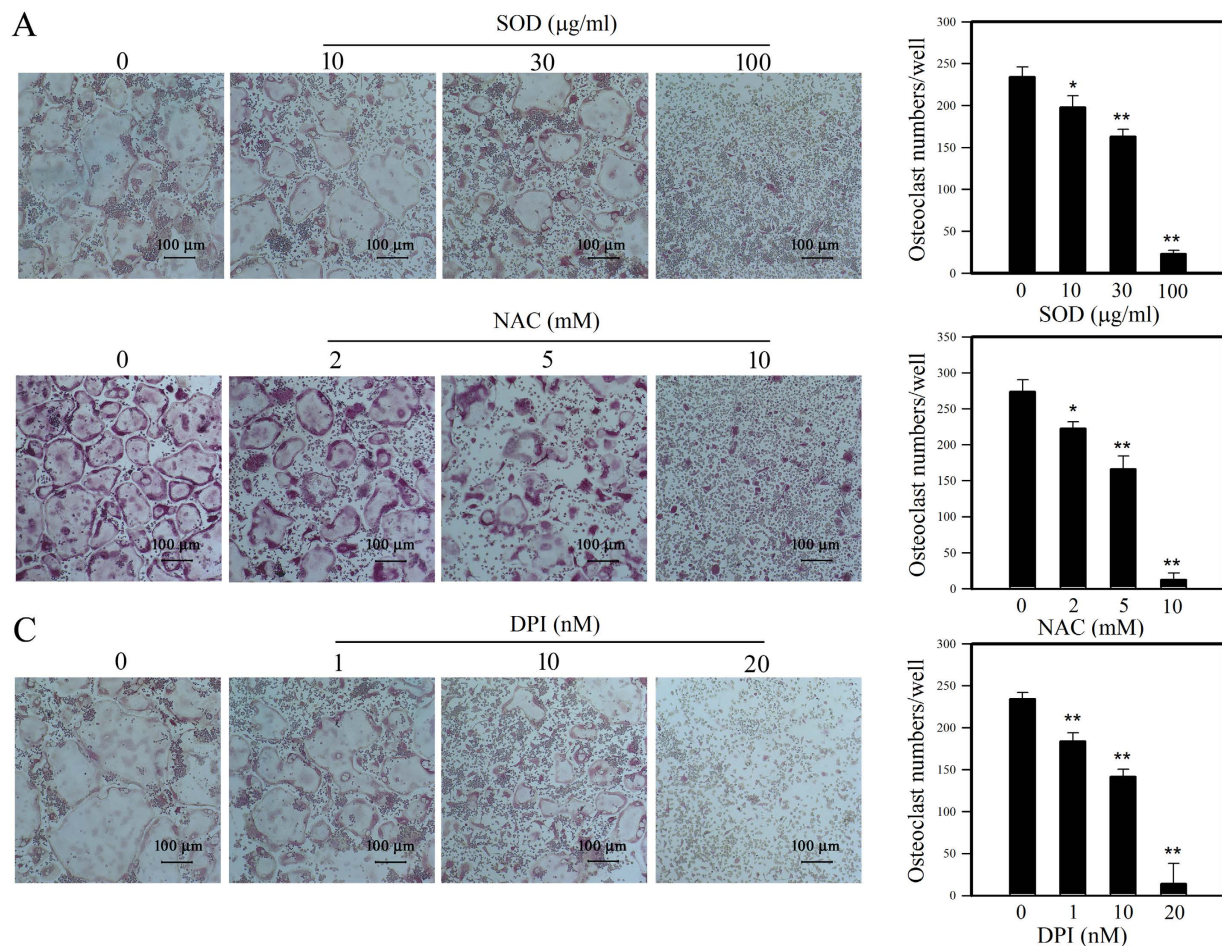 A
SOD (μg/ml)
0 10 30 100
100 μm 100 μm 100 μm 100 μm
Osteoclast numbers/well
300
250
200
150
100
50
0
* ** **
0 10 30 100
SOD (μg/ml)
NAC (mM)
0 2 5 10
100 μm 100 μm 100 μm 100 μm
Osteoclast numbers/well
350
300
250
200
150
100
50
0
* ** **
0 2 5 10
NAC (mM)
C
DPI (nM)
0 1 10 20
100 μm 100 μm 100 μm 100 μm
Osteoclast numbers/well
300
250
200
150
100
50
0
** ** **
0 1 10 20
DPI (nM)